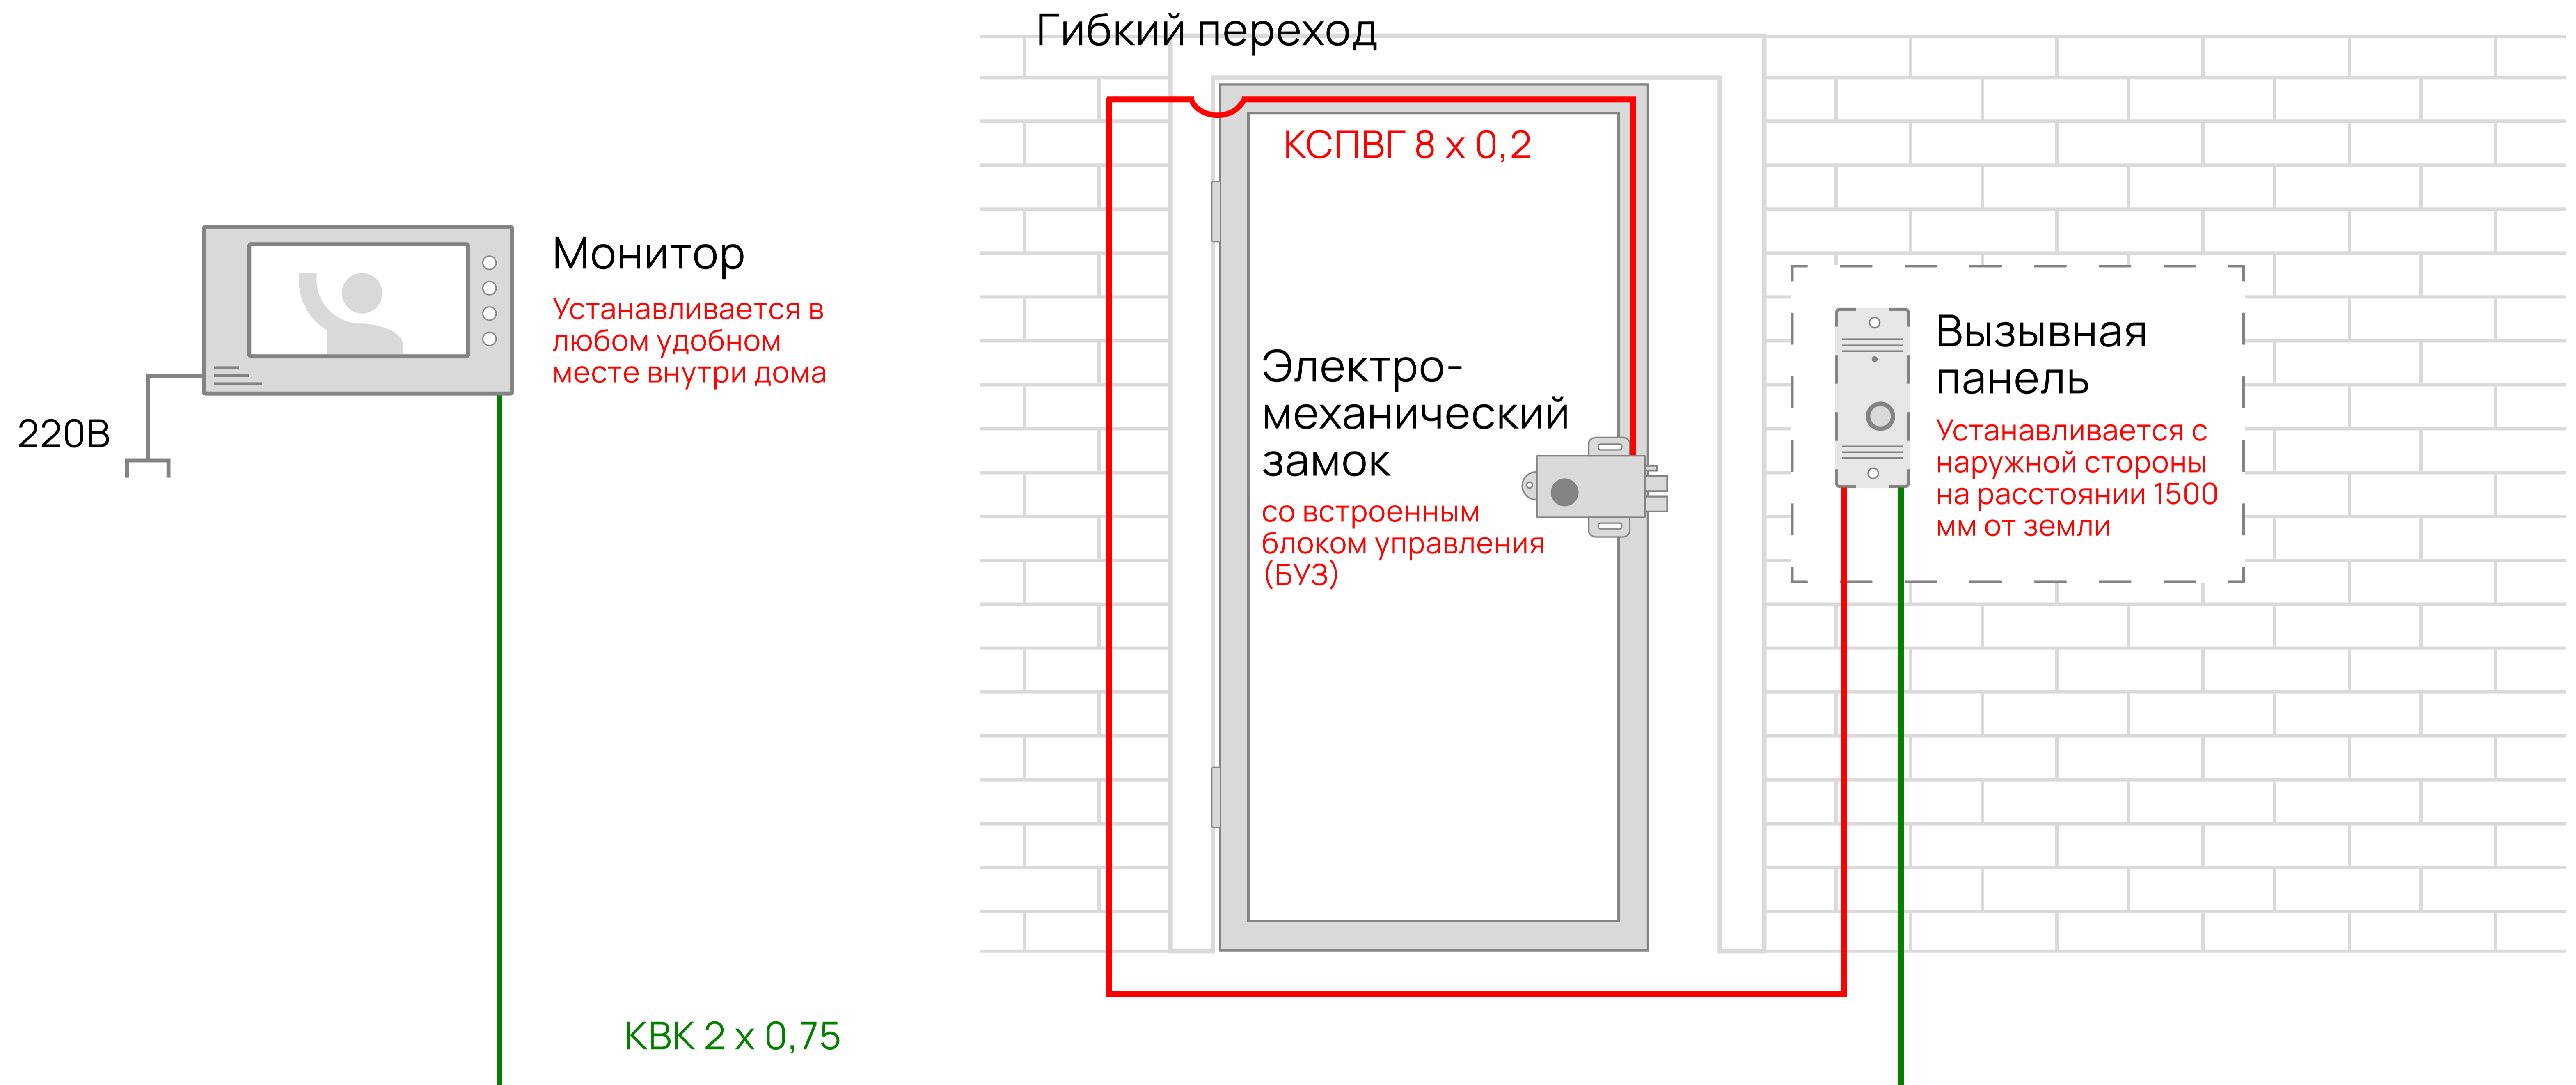 Гибкий переход
КСПВГ 8 х 0,2
Монитор
Устанавливается в
любом удобном
месте внутри дома
220В
Электро-
механический
замок
со встроенным
блоком управления
(БУЗ)
Вызывная
панель
Устанавливается с
наружной стороны
на расстоянии 1500
мм от земли
КВК 2 х 0,75